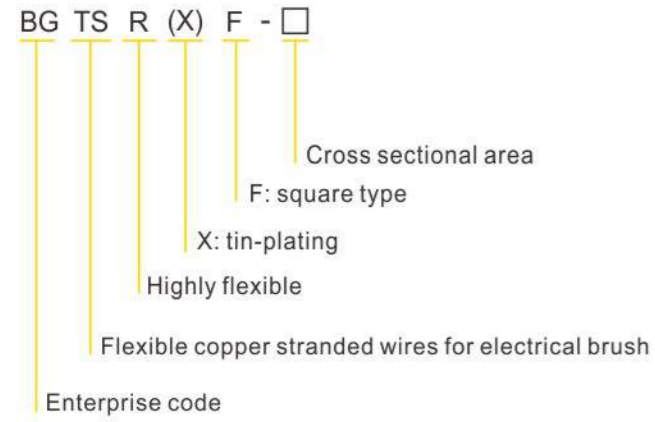 BG TS R (X) F - □
Cross sectional area
F: square type
X: tin-plating
Highly flexible
Flexible copper stranded wires for electrical brush
Enterprise code